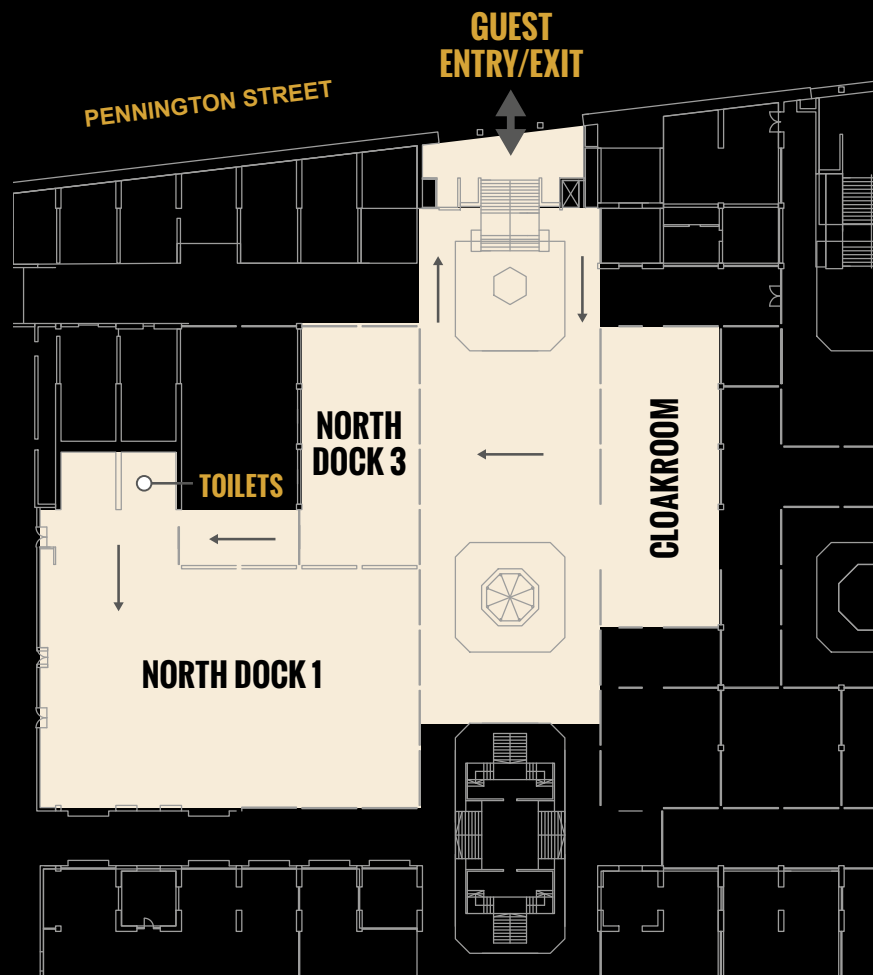 GUEST
ENTRY/EXIT
PENNINGTON STREET
NORTH
DOCK 3
CLOAKROOM
TOILETS
NORTH DOCK 1